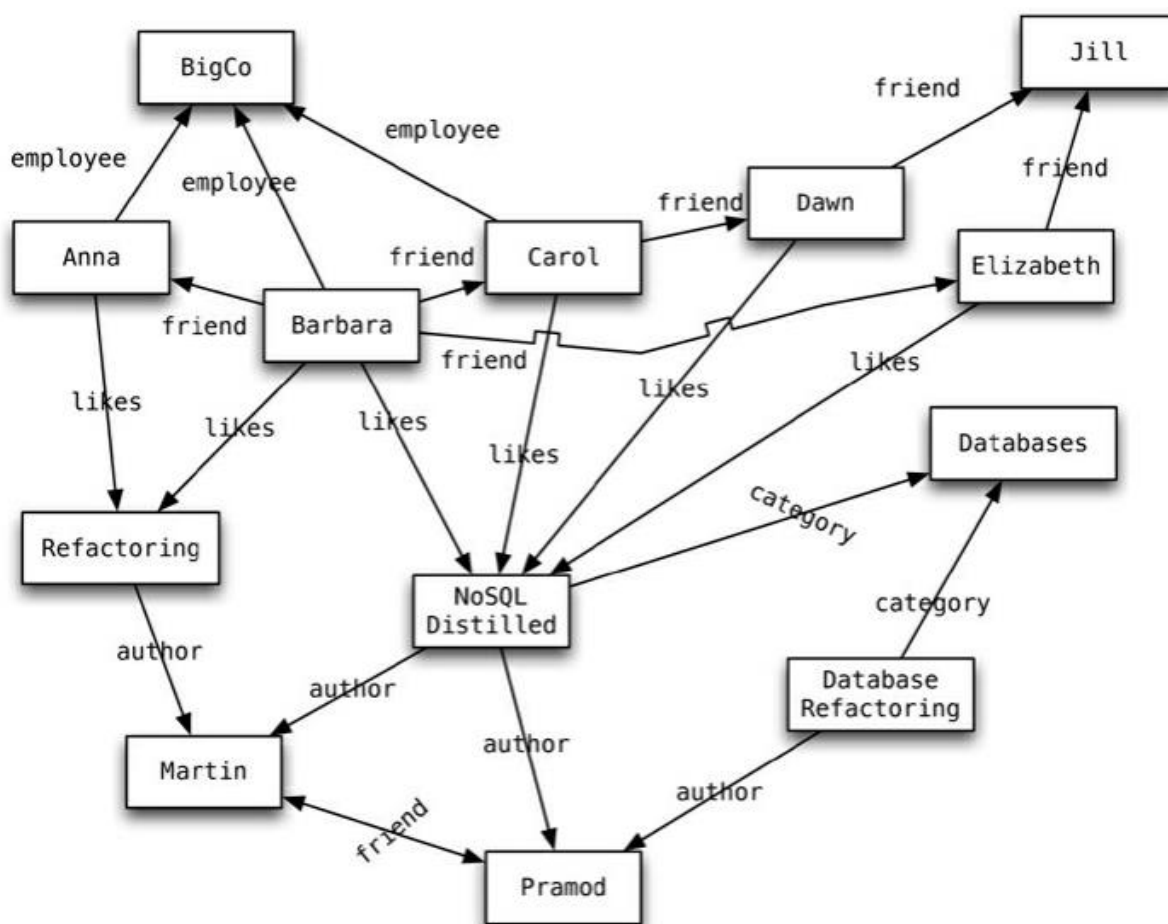 BigCo
Jill
friend
employee
employee
friend
employee
friend
Dawn
Anna
friend
Carol
Elizabeth
friend
Barbara
friend
likes
likes
likes
friend
likes
likes
likes
Databases
category
Refactoring
NoSQL
Distilled
category
author
author
Database
Refactoring
author
Martin
author
friend
Pramod